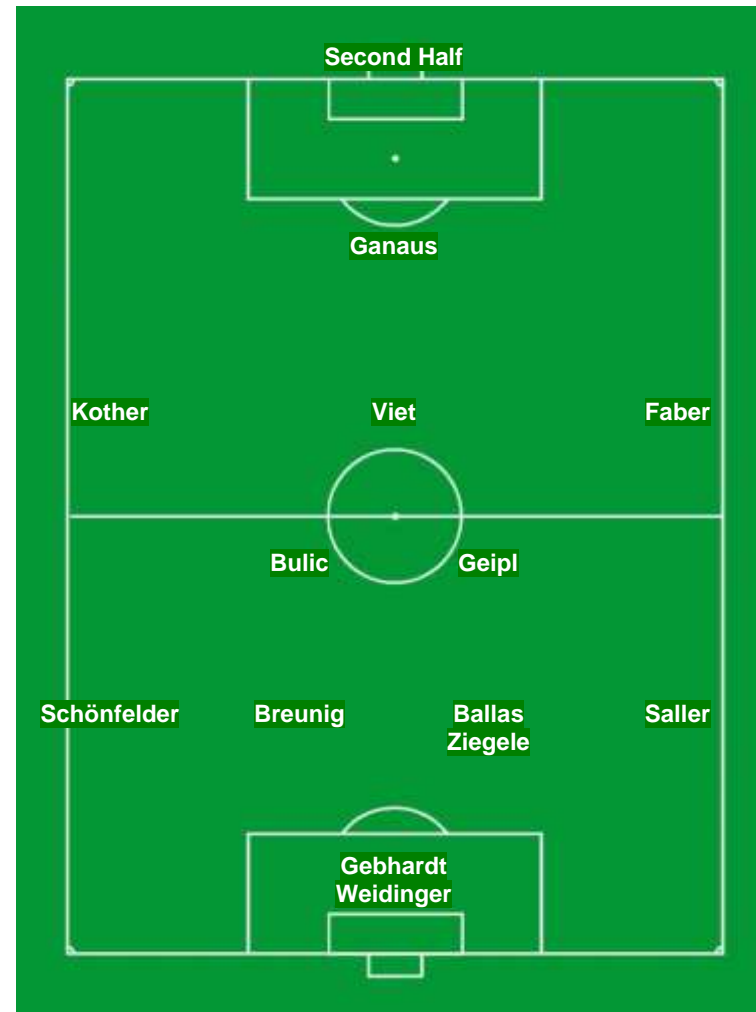 Second Half
Ganaus
Kother Viet Faber
Bulic Geipl
Schönfelder Breunig Ballas Saller
Ziegele
Gebhardt
Weidinger